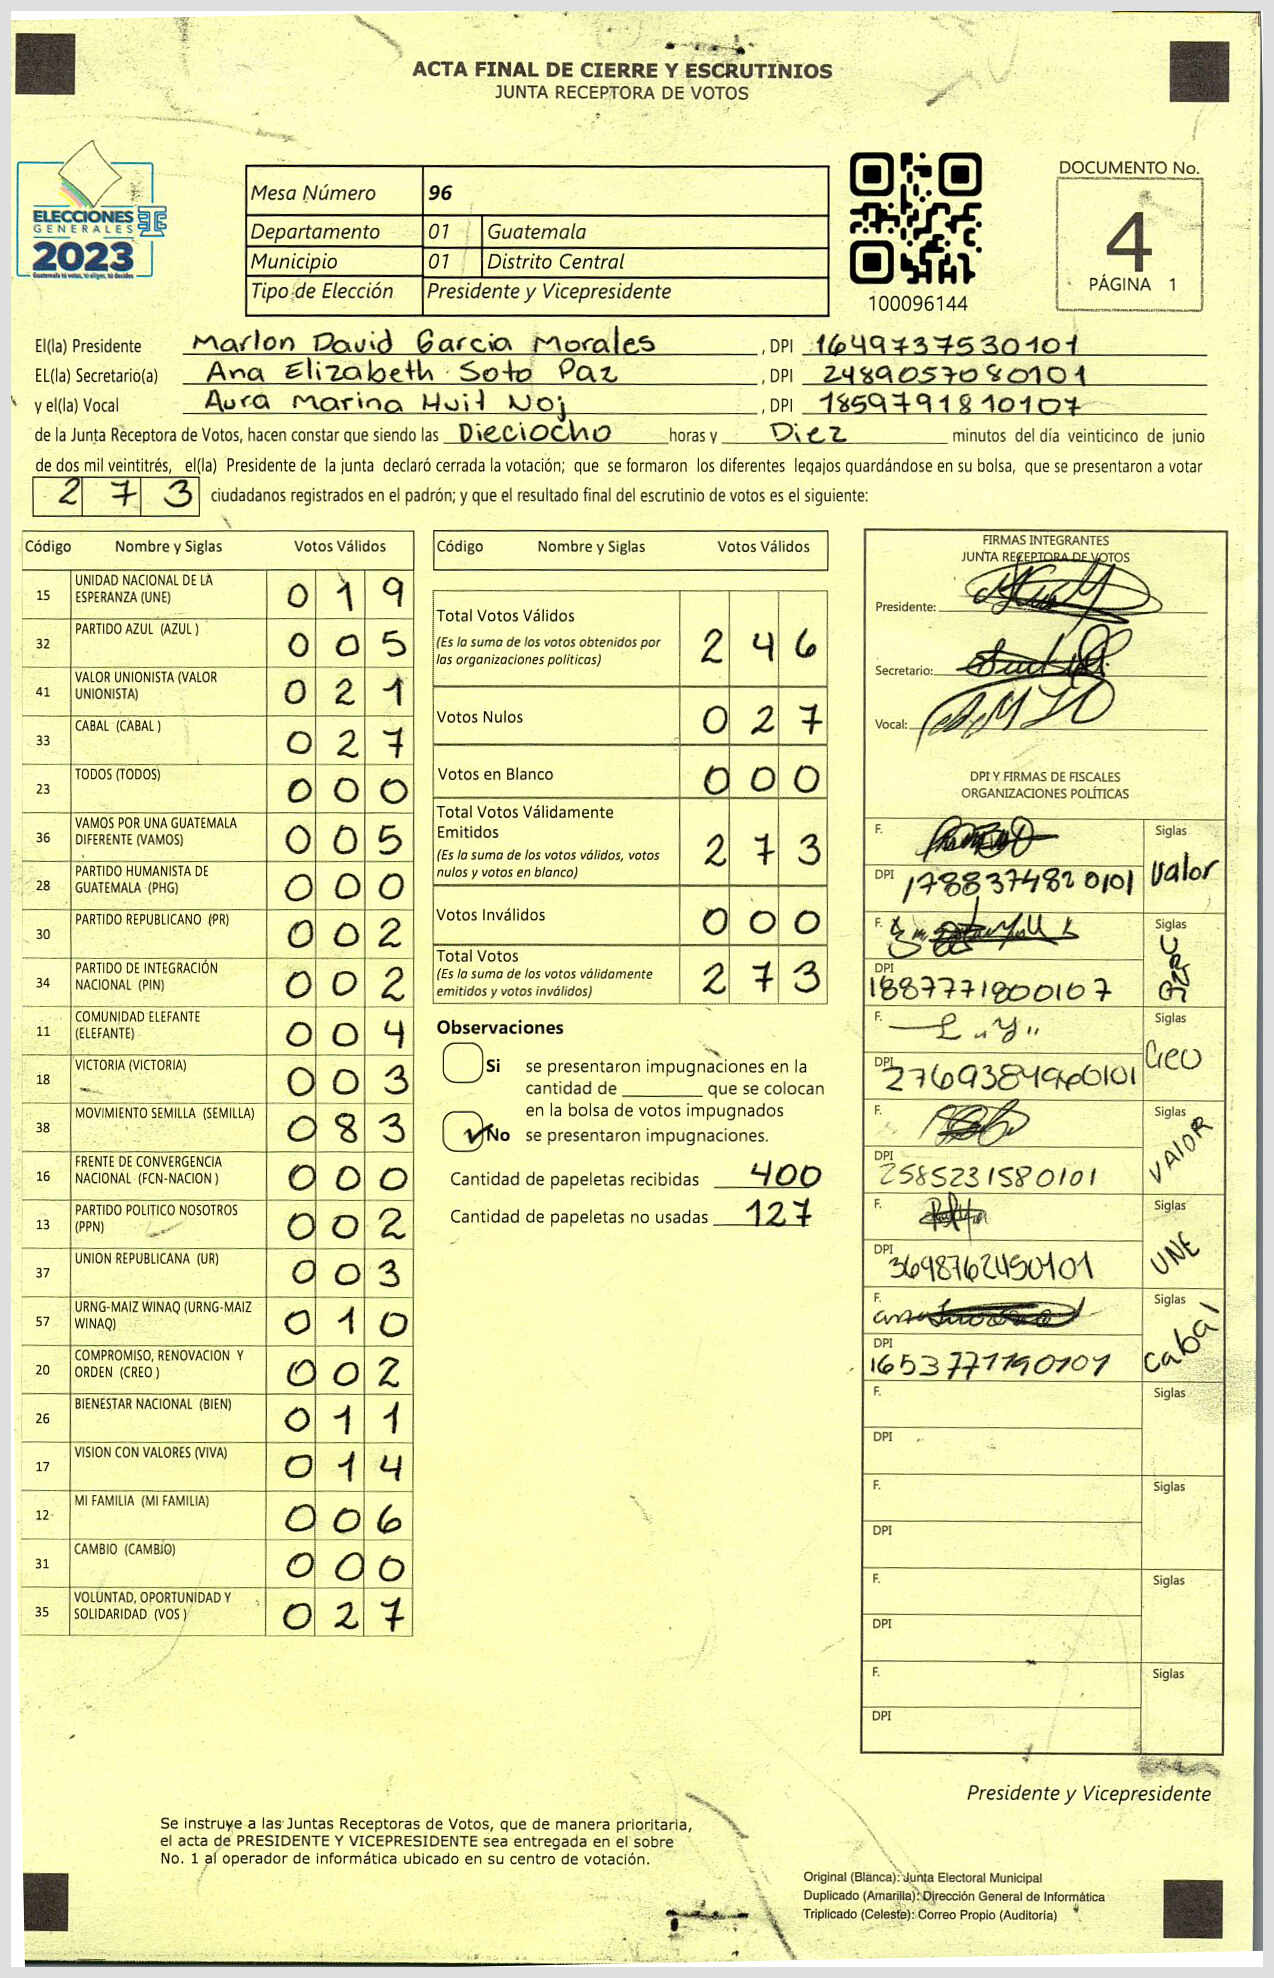 ACTA FINAL DE CIERRE Y ESCRUTINIOS
JUNTA RECEPTORA DE VOTOS
ELECCIONES
GENERALES
2023
Guatemala tú votas, tú eliges, tú decides
Mesa Número 96
Departamento 01 Guatemala
Municipio 01 Distrito Central
Tipo de Elección Presidente y Vicepresidente
100096144
DOCUMENTO No.
4
PÁGINA 1
El(la) Presidente Marlon David Garcia Morales , DPI 1649737530101
EL(la) Secretario(a) Ana Elizabeth Soto Paz , DPI 2489057080101
y el(la) Vocal Aura Marina Huit Noj , DPI 1859791810107
de la Junta Receptora de Votos, hacen constar que siendo las Dieciocho horas y Diez minutos del día veinticinco de junio
de dos mil veintitrés, el(la) Presidente de la junta declaró cerrada la votación; que se formaron los diferentes legajos guardándose en su bolsa, que se presentaron a votar
2 7 3 ciudadanos registrados en el padrón; y que el resultado final del escrutinio de votos es el siguiente:
Código Nombre y Siglas Votos Válidos
15 UNIDAD NACIONAL DE LA ESPERANZA (UNE) 0 1 9
32 PARTIDO AZUL (AZUL ) 0 0 5
41 VALOR UNIONISTA (VALOR UNIONISTA) 0 2 1
33 CABAL (CABAL ) 0 2 7
23 TODOS (TODOS) 0 0 0
36 VAMOS POR UNA GUATEMALA DIFERENTE (VAMOS) 0 0 5
28 PARTIDO HUMANISTA DE GUATEMALA (PHG) 0 0 0
30 PARTIDO REPUBLICANO (PR) 0 0 2
34 PARTIDO DE INTEGRACIÓN NACIONAL (PIN) 0 0 2
11 COMUNIDAD ELEFANTE (ELEFANTE) 0 0 4
18 VICTORIA (VICTORIA) 0 0 3
38 MOVIMIENTO SEMILLA (SEMILLA) 0 8 3
16 FRENTE DE CONVERGENCIA NACIONAL (FCN-NACION ) 0 0 0
13 PARTIDO POLITICO NOSOTROS (PPN) 0 0 2
37 UNION REPUBLICANA (UR) 0 0 3
57 URNG-MAIZ WINAQ (URNG-MAIZ WINAQ) 0 1 0
20 COMPROMISO, RENOVACION Y ORDEN (CREO ) 0 0 2
26 BIENESTAR NACIONAL (BIEN) 0 1 1
17 VISION CON VALORES (VIVA) 0 1 4
12 MI FAMILIA (MI FAMILIA) 0 0 6
31 CAMBIO (CAMBIO) 0 0 0
35 VOLUNTAD, OPORTUNIDAD Y SOLIDARIDAD (VOS ) 0 2 7
Código Nombre y Siglas Votos Válidos
Total Votos Válidos
(Es la suma de los votos obtenidos por
las organizaciones políticas) 2 4 6
Votos Nulos 0 2 7
Votos en Blanco 0 0 0
Total Votos Válidamente
Emitidos
(Es la suma de los votos válidos, votos
nulos y votos en blanco) 2 7 3
Votos Inválidos 0 0 0
Total Votos
(Es la suma de los votos válidamente
emitidos y votos inválidos) 2 7 3
Observaciones
Si se presentaron impugnaciones en la
cantidad de ________ que se colocan
en la bolsa de votos impugnados
No se presentaron impugnaciones.
Cantidad de papeletas recibidas 400
Cantidad de papeletas no usadas 127
FIRMAS INTEGRANTES
JUNTA RECEPTORA DE VOTOS
Presidente:
Secretario:
Vocal:
DPI Y FIRMAS DE FISCALES
ORGANIZACIONES POLÍTICAS
F. Siglas
DPI 1788374820101 Valor
F. Siglas
DPI 1887771800107
F. Siglas
DPI Creo
F. Siglas
DPI 2585231580101 VALOR
F. Siglas
DPI 3698762450101 UNE
F. Siglas
DPI 1653771190101 Cabal
F. Siglas
DPI
F. Siglas
DPI
F. Siglas
DPI
F. Siglas
DPI
Presidente y Vicepresidente
Se instruye a las Juntas Receptoras de Votos, que de manera prioritaria,
el acta de PRESIDENTE Y VICEPRESIDENTE sea entregada en el sobre
No. 1 al operador de informática ubicado en su centro de votación.
Original (Blanca): Junta Electoral Municipal
Duplicado (Amarilla): Dirección General de Informática
Triplicado (Celeste): Correo Propio (Auditoría)